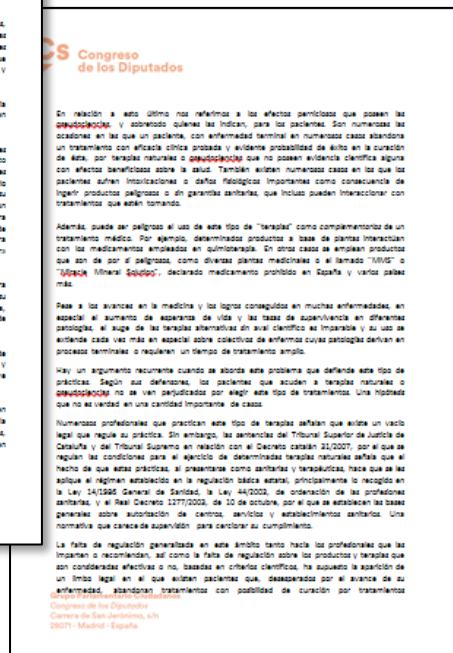 Cs Congreso
de los Diputados
En relación a esto último nos referimos a los efectos perniciosos que poseen las
pseudociencias, y sobretodo quienes las indican, para los pacientes. Son numerosas las
ocasiones en las que un paciente, con enfermedad terminal en numerosos casos abandona
un tratamiento con eficacia clínica probada y evidente probabilidad de éxito en la curación
de ésta, por terapias naturales o pseudociencias que no poseen evidencia científica alguna
con efectos beneficiosos sobre la salud. También existen numerosos casos en los que los
pacientes sufren intoxicaciones o daños fisiológicos importantes como consecuencia de
ingerir productos peligrosos o sin garantías sanitarias, que incluso pueden interaccionar con
tratamientos que estén tomando.
Además, puede ser peligroso el uso de este tipo de "terapias" como complementarios de un
tratamiento médico. Por ejemplo, determinados productos a base de plantas interactúan
con los medicamentos empleados en quimioterapia. En otros casos se emplean productos
que son de por sí peligrosos, como diversas plantas medicinales o el llamado "MMS" o
"Miracle Mineral Solution", declarado medicamento prohibido en España y varios países
más.
Pese a los avances en la medicina y los logros conseguidos en muchas enfermedades, en
especial el aumento de esperanza de vida y las tasas de supervivencia en diferentes
patologías, el auge de las terapias alternativas sin aval científico es imparable y su uso se
extiende cada vez más en especial sobre colectivos de enfermos cuyas patologías derivan en
procesos terminales o requieren un tiempo de tratamiento amplio.
Hay un argumento recurrente cuando se aborda este problema que defiende este tipo de
prácticas. Según sus defensores, los pacientes que acuden a terapias naturales o
pseudociencias no se ven perjudicados por elegir este tipo de tratamientos. Una hipótesis
que no es verdad en una cantidad importante de casos.
Numerosos profesionales que practican este tipo de terapias señalan que existe un vacío
legal que regule su práctica. Sin embargo, las sentencias del Tribunal Superior de Justicia de
Cataluña y del Tribunal Supremo en relación con el Decreto catalán 31/2007, por el que se
regulan las condiciones para el ejercicio de determinadas terapias naturales señala que el
hecho de que estas prácticas, al presentarse como sanitarias y terapéuticas, hace que se les
aplique el régimen establecido en la regulación básica estatal, principalmente lo recogido en
la Ley 14/1986 General de Sanidad, la Ley 44/2003, de ordenación de las profesiones
sanitarias, y el Real Decreto 1277/2003, de 10 de octubre, por el que se establecen las bases
generales sobre autorización de centros, servicios y establecimientos sanitarios. Una
normativa que carece de supervisión para cerciorar su cumplimiento.
La falta de regulación generalizada en este ámbito tanto hacia los profesionales que las
imparten o recomiendan, así como la falta de regulación sobre los productos y terapias que
son consideradas efectivas o no, basadas en criterios científicos, ha supuesto la aparición de
un limbo legal en el que existen pacientes que, desesperados por el avance de su
enfermedad, abandonan tratamientos con posibilidad de curación por tratamientos
Grupo Parlamentario Ciudadanos
Congreso de los Diputados
Carrera de San Jerónimo, s/n
28071 - Madrid - España